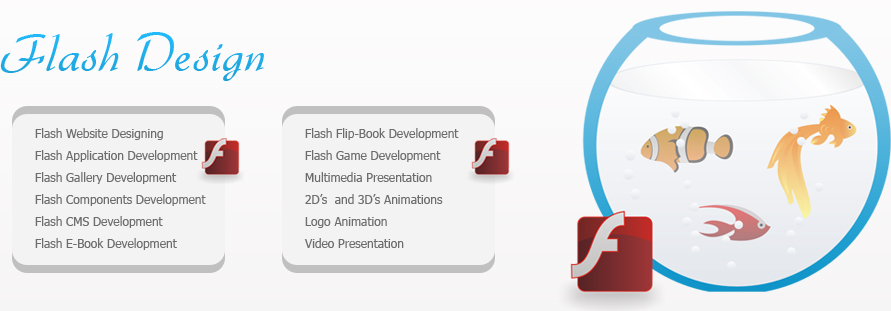 Flash Design
Flash Website Designing
Flash Application Development
Flash Gallery Development
Flash Components Development
Flash CMS Development
Flash E-Book Development
Flash Flip-Book Development
Flash Game Development
Multimedia Presentation
2D's and 3D's Animations
Logo Animation
Video Presentation